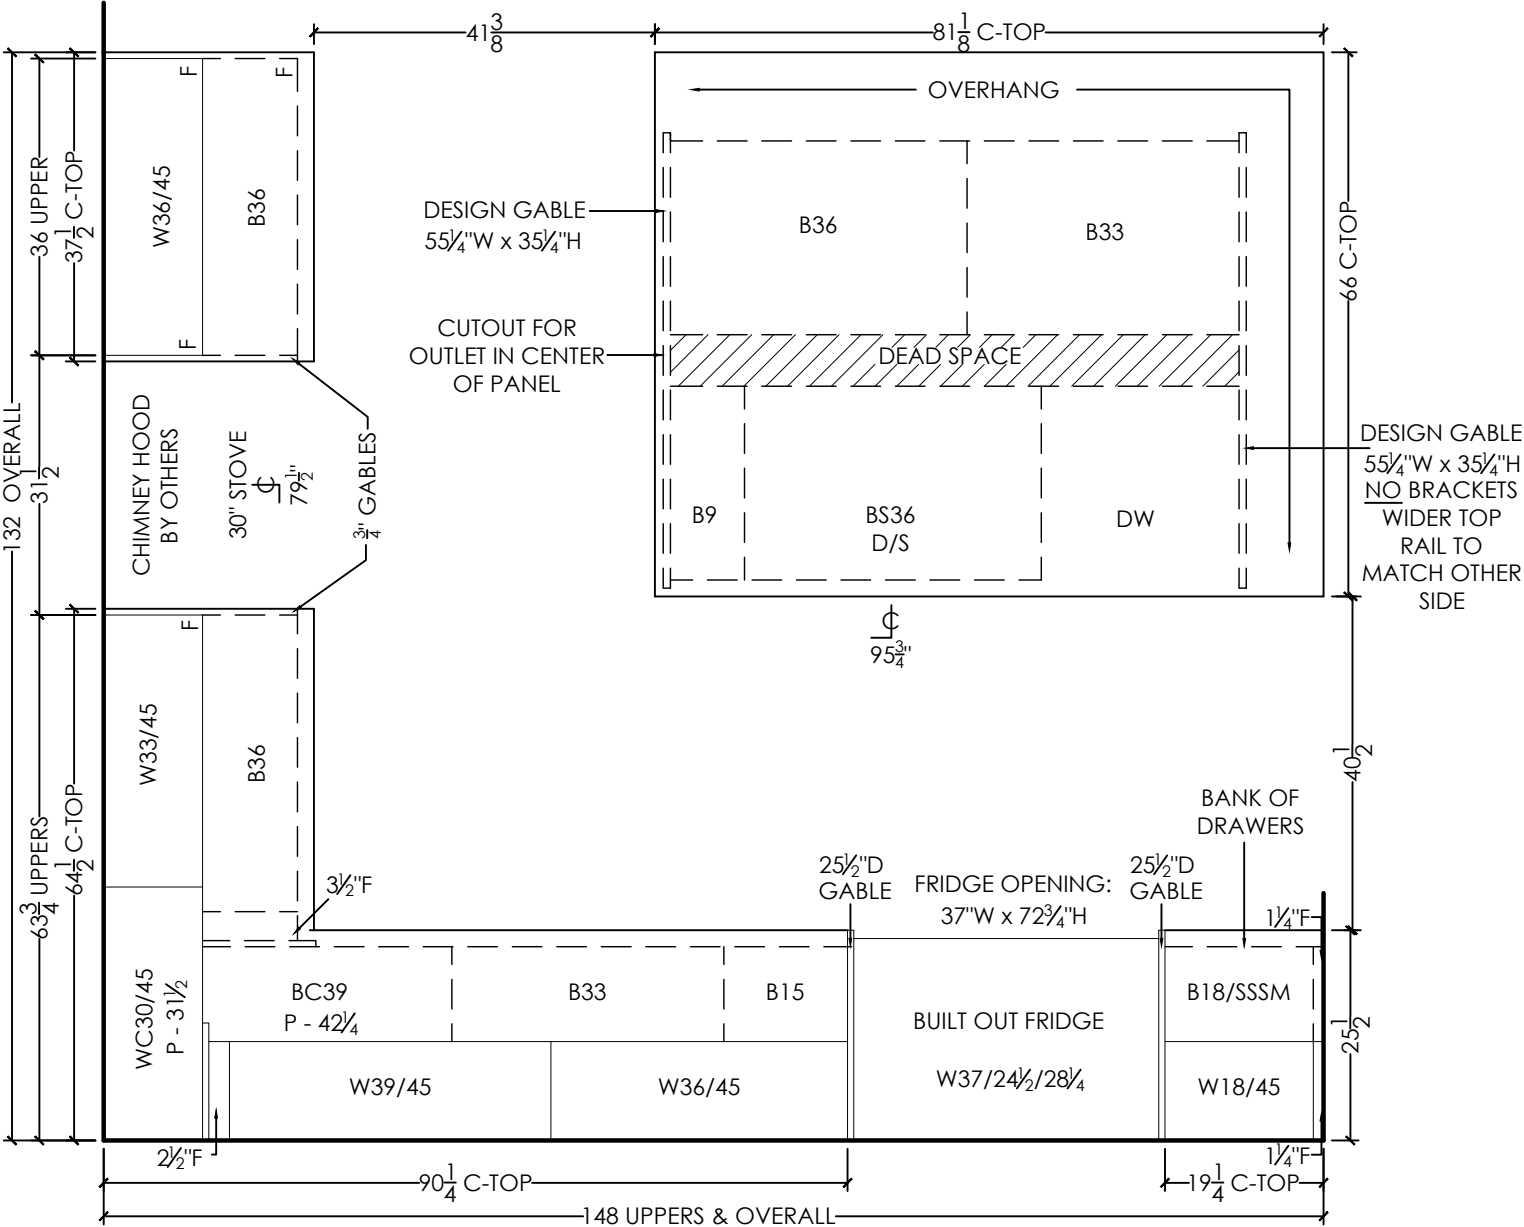 41 3/8
81 1/8 C-TOP
OVERHANG
F
F
36 UPPER
37 1/2 C-TOP
W36/45
B36
F
132 OVERALL
31 1/2
CHIMNEY HOOD
BY OTHERS
30" STOVE
℄
79 1/2"
3/4" GABLES
DESIGN GABLE
55 1/4"W x 35 1/4"H
CUTOUT FOR
OUTLET IN CENTER
OF PANEL
B36
B33
DEAD SPACE
B9
BS36
D/S
DW
66 C-TOP
DESIGN GABLE
55 1/4"W x 35 1/4"H
NO BRACKETS
WIDER TOP
RAIL TO
MATCH OTHER
SIDE
℄
95 3/4"
F
W33/45
B36
63 3/4 UPPERS
64 1/2 C-TOP
40 1/2
BANK OF
DRAWERS
3 1/2"F
25 1/2"D
GABLE
FRIDGE OPENING:
37"W x 72 3/4"H
25 1/2"D
GABLE
1 1/4"F
WC30/45
P - 31 1/2
BC39
P - 42 1/4
B33
B15
BUILT OUT FRIDGE
W37/24 1/2/28 1/4
B18/SSSM
25 1/2
W39/45
W36/45
W18/45
2 1/2"F
1 1/4"F
90 1/4 C-TOP
19 1/4 C-TOP
148 UPPERS & OVERALL